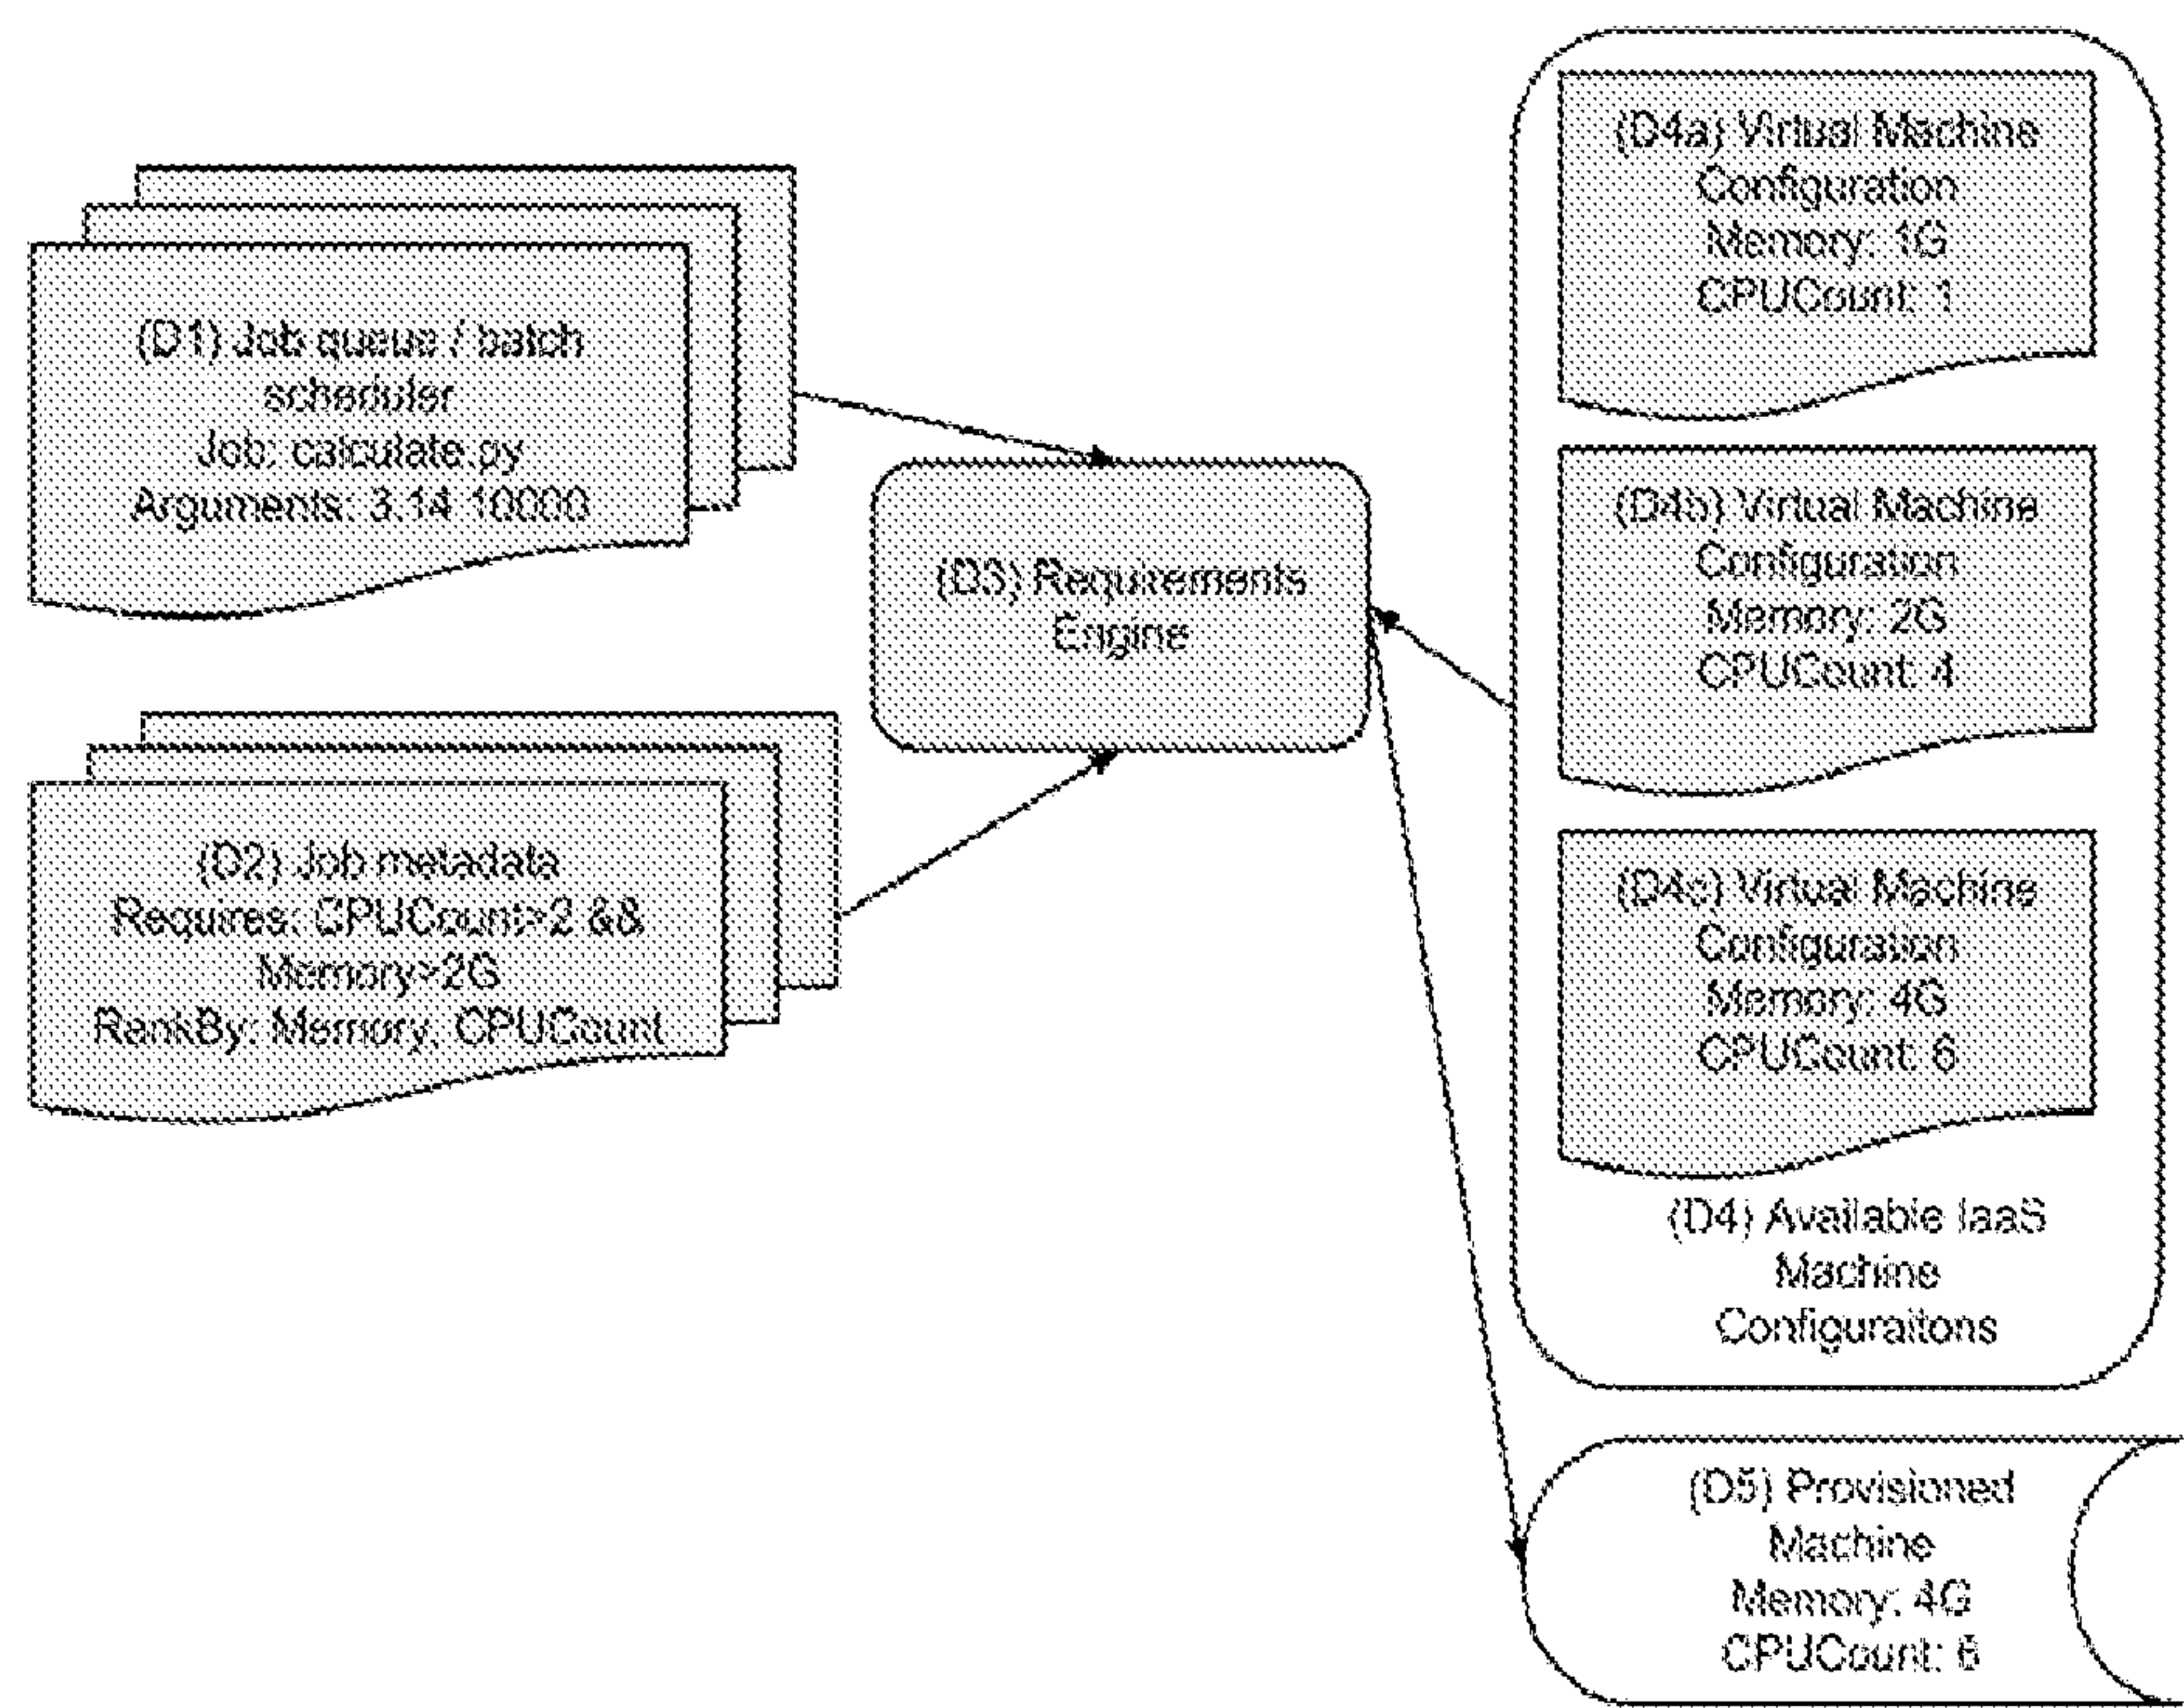 (D1) Job queue / batch
scheduler
Job: calculate.py
Arguments: 3.14 10000
(D2) Job metadata
Requires: CPUCount>2 &&
Memory>2G
RankBy: Memory, CPUCount
(D3) Requirements
Engine
(D4a) Virtual Machine
Configuration
Memory: 1G
CPUCount: 1
(D4b) Virtual Machine
Configuration
Memory: 2G
CPUCount: 4
(D4c) Virtual Machine
Configuration
Memory: 4G
CPUCount: 6
(D4) Available IaaS
Machine
Configuraitons
(D5) Provisioned
Machine
Memory: 4G
CPUCount: 6